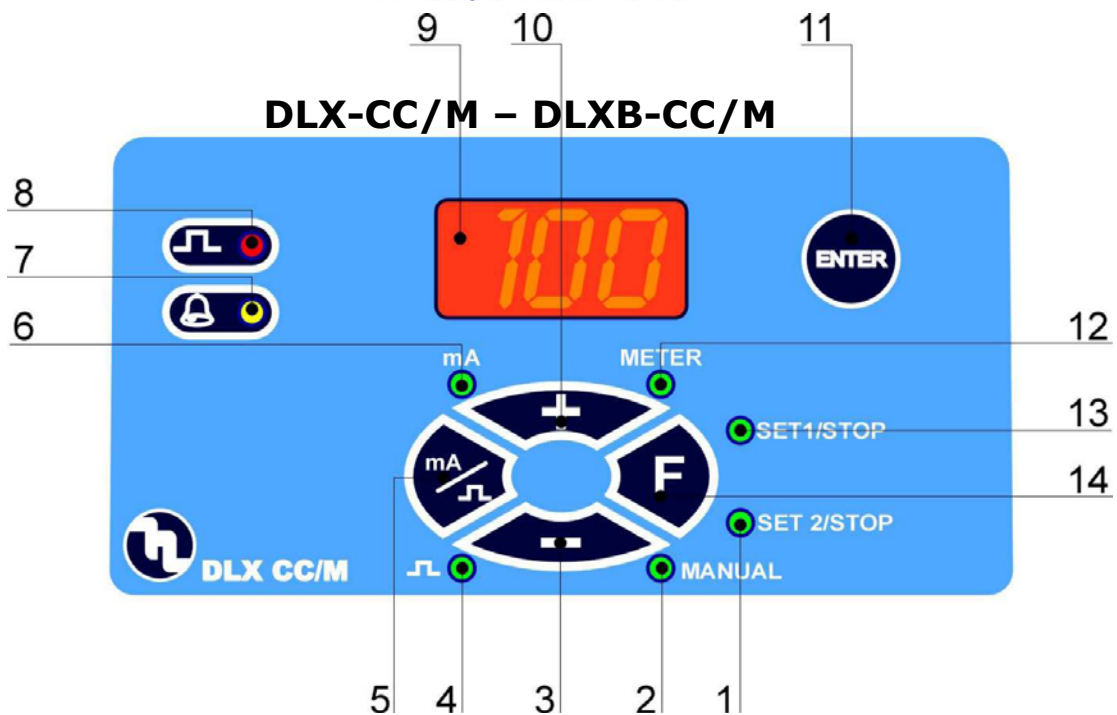 9 10 11
DLX-CC/M – DLXB-CC/M
8
100
ENTER
7
6
mA METER
12
SET1/STOP
13
mA
F
14
SET 2/STOP
DLX CC/M
MANUAL
5 4 3 2 1